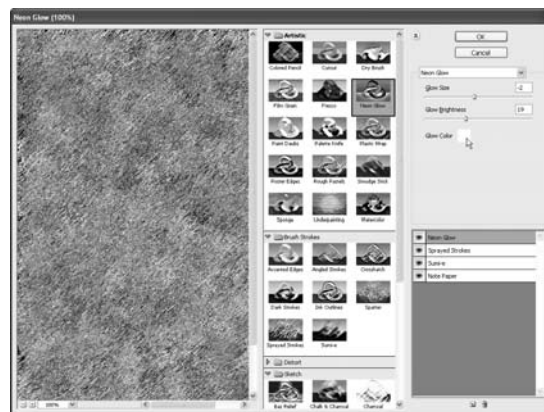 Neon Glow (100%)
Artistic
Colored Pencil
Cutout
Dry Brush
Film Grain
Fresco
Neon Glow
Paint Daubs
Palette Knife
Plastic Wrap
Poster Edges
Rough Pastels
Smudge Stick
Sponge
Underpainting
Watercolor
Brush Strokes
Accented Edges
Angled Strokes
Crosshatch
Dark Strokes
Ink Outlines
Spatter
Sprayed Strokes
Sumi-e
Distort
Sketch
Bas Relief
Chalk & Charcoal
Charcoal
100%
OK
Cancel
Neon Glow
Glow Size
-2
Glow Brightness
19
Glow Color
Neon Glow
Sprayed Strokes
Sumi-e
Note Paper